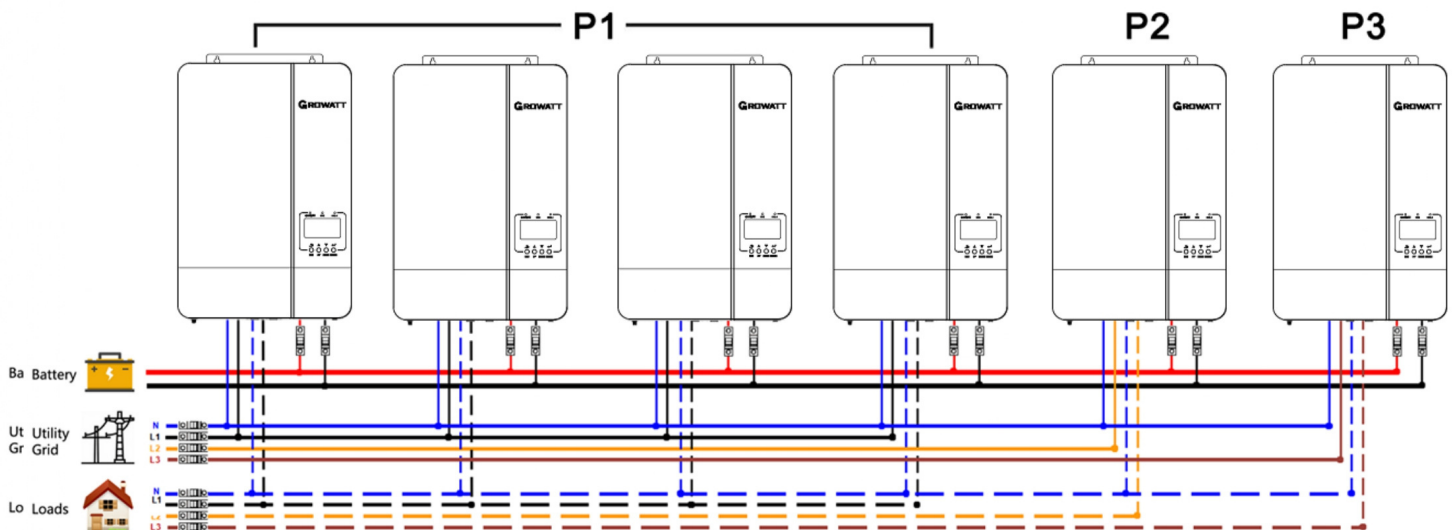 P1 P2 P3
GROWATT GROWATT GROWATT GROWATT GROWATT GROWATT
Ba Battery
N
Ut Utility
L1
Gr Grid
L2
L3
N
L1
Lo Loads
L3